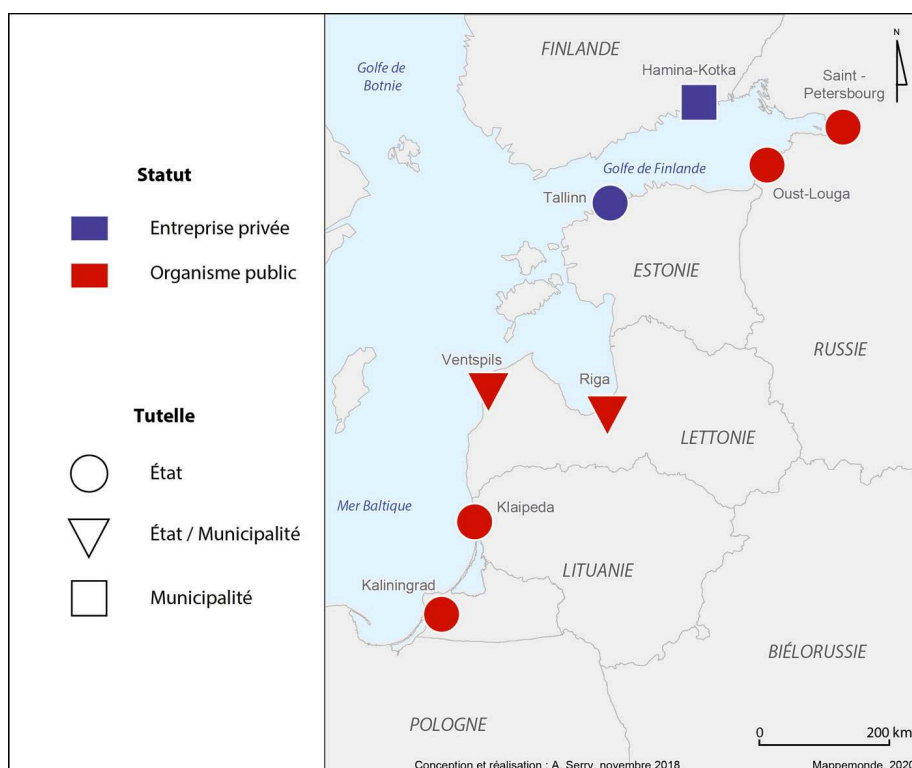 Statut
Entreprise privée
Organisme public
Tutelle
État
État / Municipalité
Municipalité
N
FINLANDE
Golfe de
Botnie
Hamina-Kotka
Saint -
Petersbourg
Golfe de Finlande
Tallinn
Oust-Louga
ESTONIE
RUSSIE
Ventspils
Riga
LETTONIE
Mer Baltique
Klaipeda
LITUANIE
Kaliningrad
BIÉLORUSSIE
POLOGNE
0 200 km
Conception et réalisation : A. Serry, novembre 2018
Mappemonde, 2020